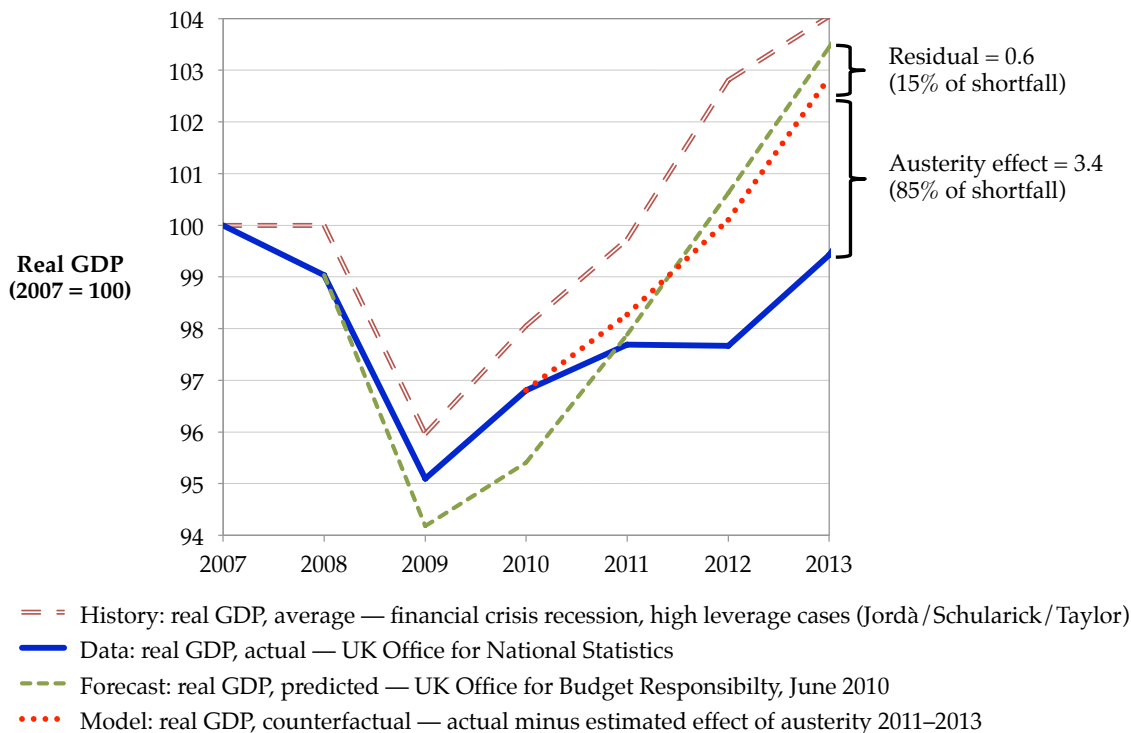 104
103
102
101
100
99
98
97
96
95
94
Real GDP
(2007 = 100)
2007 2008 2009 2010 2011 2012 2013
Residual = 0.6
(15% of shortfall)
Austerity effect = 3.4
(85% of shortfall)
History: real GDP, average — financial crisis recession, high leverage cases (Jordà/Schularick/Taylor)
Data: real GDP, actual — UK Office for National Statistics
Forecast: real GDP, predicted — UK Office for Budget Responsibilty, June 2010
Model: real GDP, counterfactual — actual minus estimated effect of austerity 2011–2013